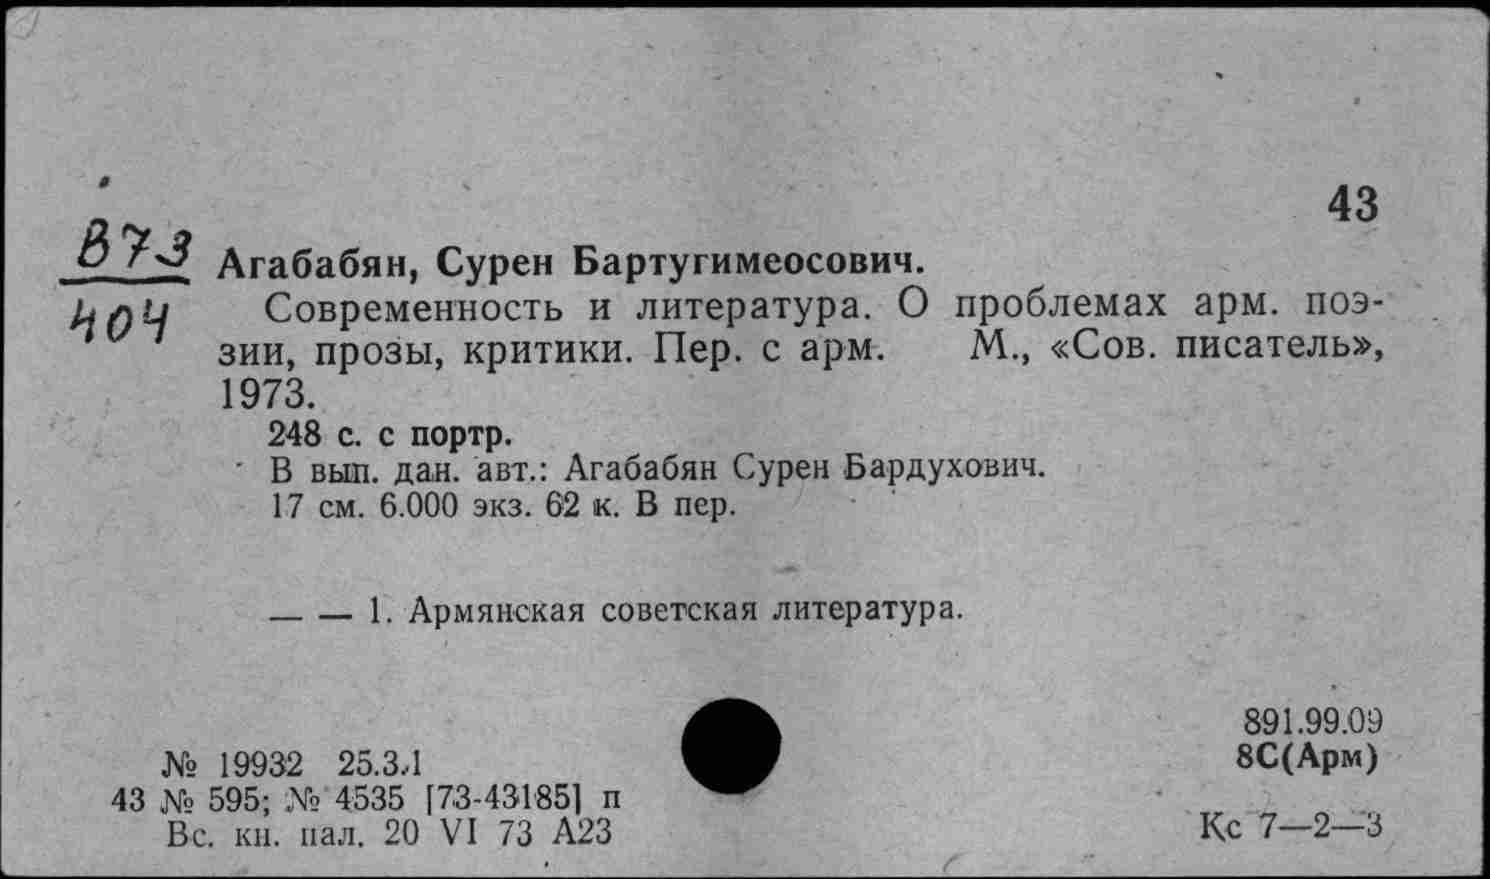 43
В73
404
Агабабян, Сурен Бартугимеосович.
Современность и литература. О проблемах арм. поэ-
зии, прозы, критики. Пер. с арм. М., «Сов. писатель»,
1973.
248 с. с портр.
В вып. дан. авт.: Агабабян Сурен Бардухович.
17 см. 6.000 экз. 62 к. В пер.
— — 1. Армянская советская литература.
891.99.09
8С(Арм)
№ 19932 25.3.1
43 № 595; № 4535 [73-43185] п
Вс. кн. пал. 20 VI 73 А23
Кс 7—2—3